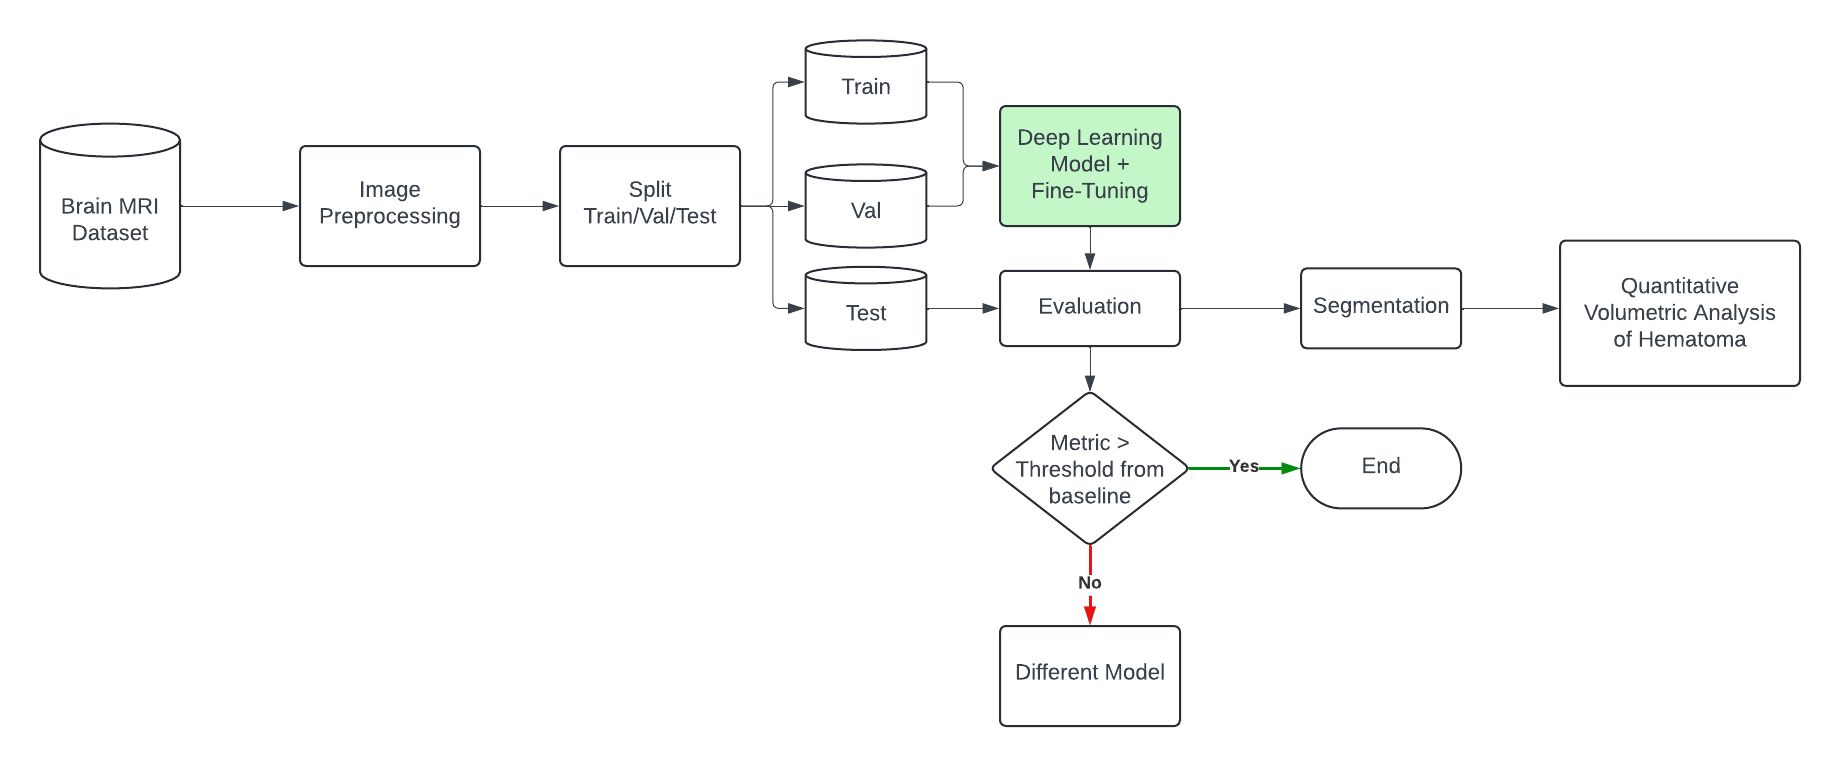 Brain MRI
Dataset
Image
Preprocessing
Split
Train/Val/Test
Train
Val
Test
Deep Learning
Model +
Fine-Tuning
Evaluation
Segmentation
Quantitative
Volumetric Analysis
of Hematoma
Metric >
Threshold from
baseline
Yes
End
No
Different Model